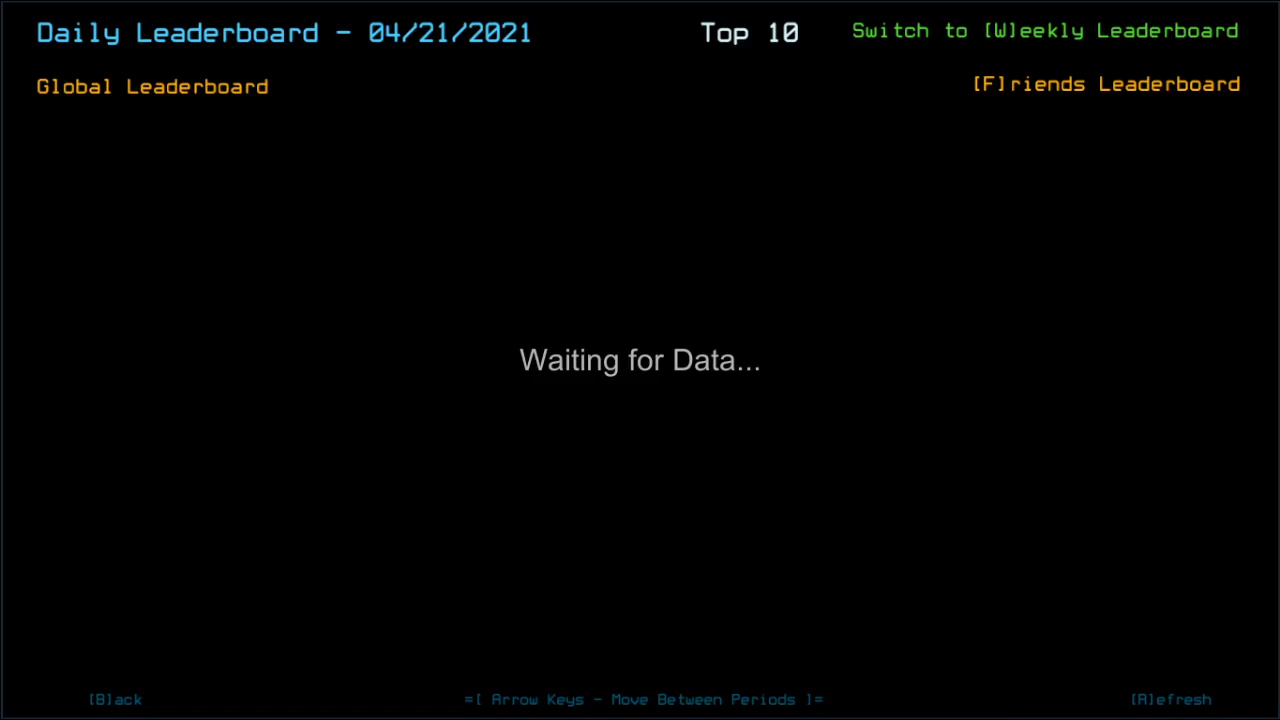 Daily Leaderboard - 04/21/2021
Top 10
Switch to [W]eekly Leaderboard
Global Leaderboard
[F]riends Leaderboard
Waiting for Data...
[B]ack
=[ Arrow Keys - Move Between Periods ]=
[R]efresh